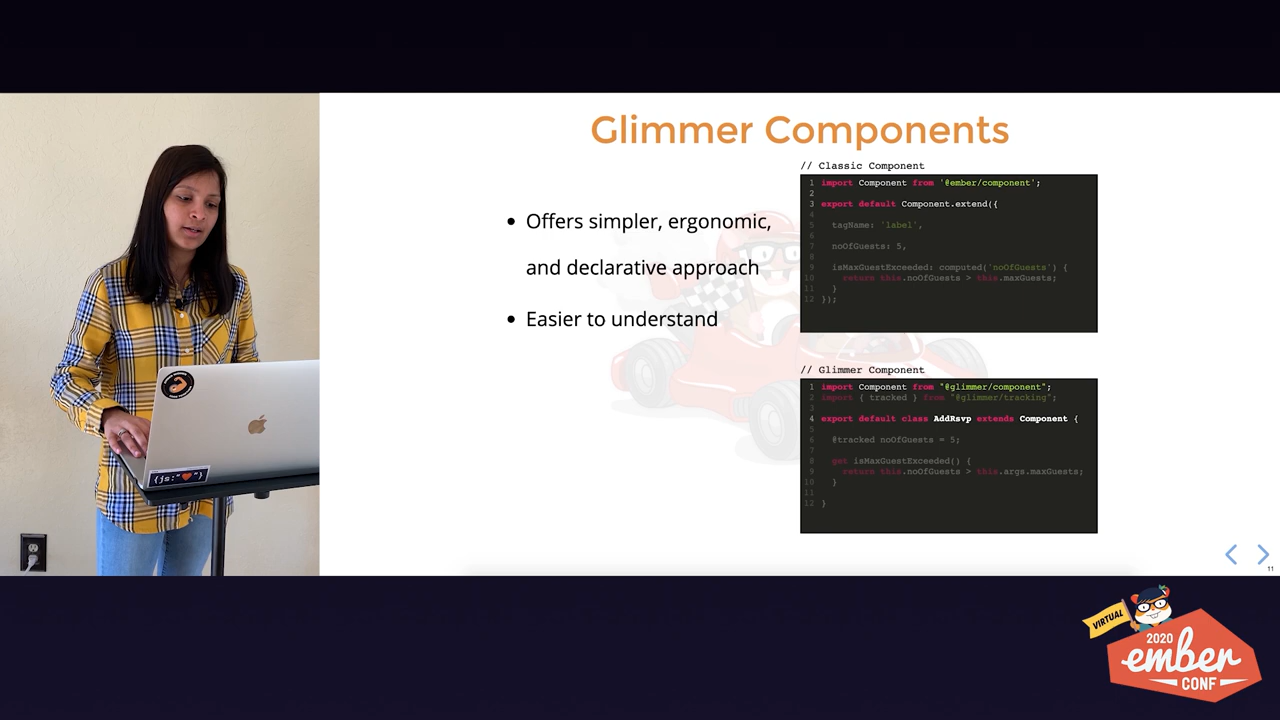 Glimmer Components
• Offers simpler, ergonomic,
and declarative approach
• Easier to understand
// Classic Component
1 import Component from '@ember/component';
2
3 export default Component.extend({
4
5 tagName: 'label',
6
7 noOfGuests: 5,
8
9 isMaxGuestExceeded: computed('noOfGuests') {
10 return this.noOfGuests > this.maxGuests;
11 }
12 });
// Glimmer Component
1 import Component from "@glimmer/component";
2 import { tracked } from "@glimmer/tracking";
3
4 export default class AddRsvp extends Component {
5
6 @tracked noOfGuests = 5;
7
8 get isMaxGuestExceeded() {
9 return this.noOfGuests > this.args.maxGuests;
10 }
11
12 }
{js:"❤"}
11
VIRTUAL
2020
ember
CONF